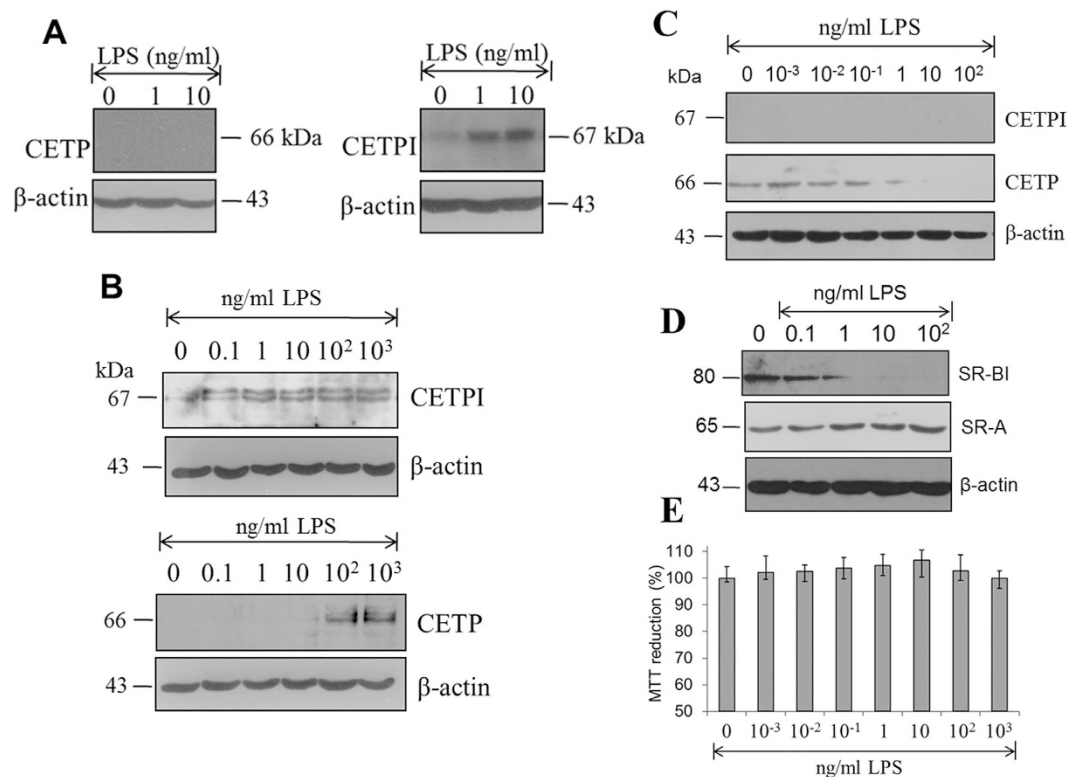 A
LPS (ng/ml)
0 1 10
CETP
66 kDa
β-actin
43
LPS (ng/ml)
0 1 10
CETPI
67 kDa
β-actin
43
B
ng/ml LPS
0 0.1 1 10 10² 10³
kDa
67
CETPI
43
β-actin
ng/ml LPS
0 0.1 1 10 10² 10³
66
CETP
43
β-actin
C
ng/ml LPS
kDa 0 10⁻³ 10⁻² 10⁻¹ 1 10 10²
67
CETPI
66
CETP
43
β-actin
D
ng/ml LPS
0 0.1 1 10 10²
80
SR-BI
65
SR-A
43
β-actin
E
MTT reduction (%)
110
100
90
80
70
60
50
0 10⁻³ 10⁻² 10⁻¹ 1 10 10² 10³
ng/ml LPS